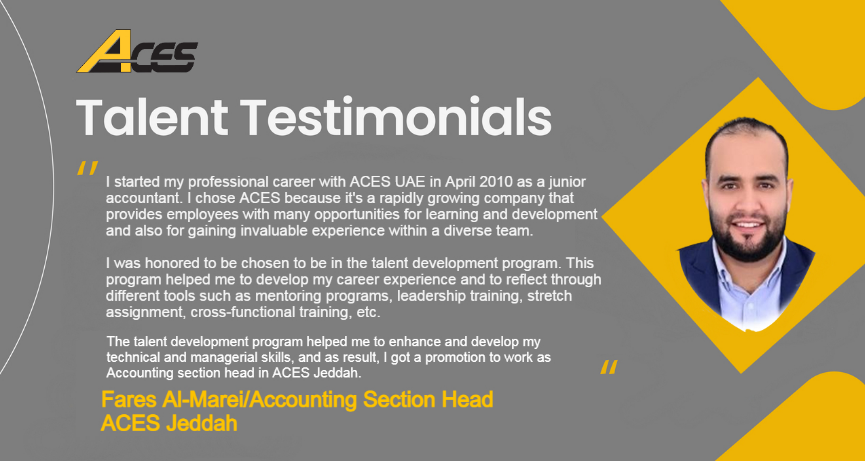 ACES
Talent Testimonials
“
I started my professional career with ACES UAE in April 2010 as a junior
accountant. I chose ACES because it's a rapidly growing company that
provides employees with many opportunities for learning and development
and also for gaining invaluable experience within a diverse team.
I was honored to be chosen to be in the talent development program. This
program helped me to develop my career experience and to reflect through
different tools such as mentoring programs, leadership training, stretch
assignment, cross-functional training, etc.
The talent development program helped me to enhance and develop my
technical and managerial skills, and as result, I got a promotion to work as
Accounting section head in ACES Jeddah.
”
Fares Al-Marei/Accounting Section Head
ACES Jeddah